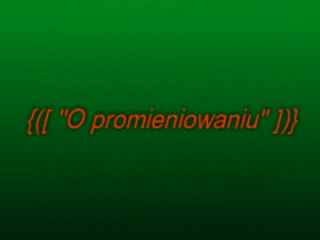 {([ "O promieniowaniu" ])}